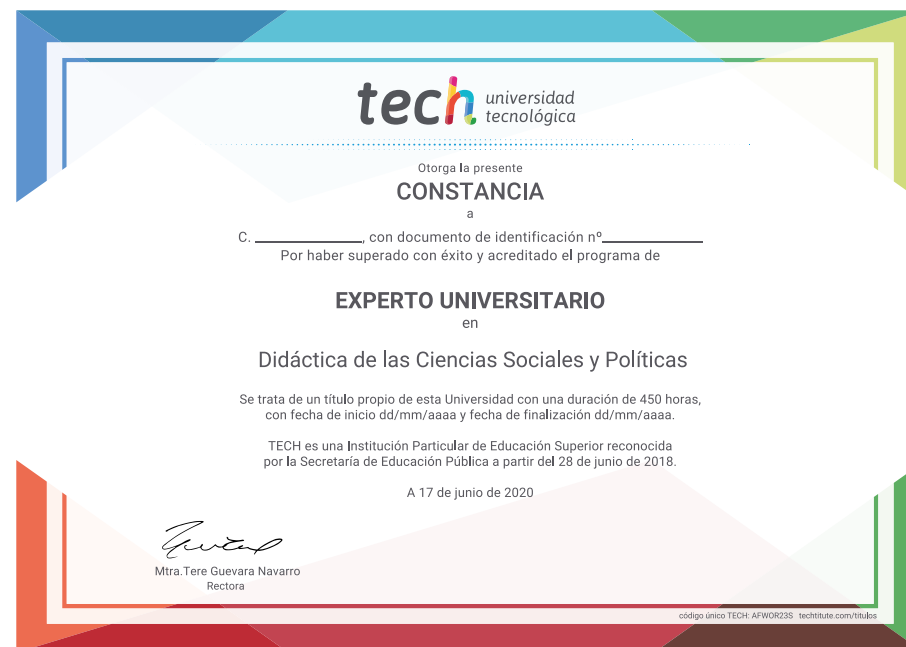 tech universidad
tecnológica
Otorga la presente
CONSTANCIA
a
C. ________________, con documento de identificación nº________________
Por haber superado con éxito y acreditado el programa de
EXPERTO UNIVERSITARIO
en
Didáctica de las Ciencias Sociales y Políticas
Se trata de un título propio de esta Universidad con una duración de 450 horas,
con fecha de inicio dd/mm/aaaa y fecha de finalización dd/mm/aaaa.
TECH es una Institución Particular de Educación Superior reconocida
por la Secretaría de Educación Pública a partir del 28 de junio de 2018.
A 17 de junio de 2020
Mtra.Tere Guevara Navarro
Rectora
código único TECH: AFWOR23S techtitute.com/titulos